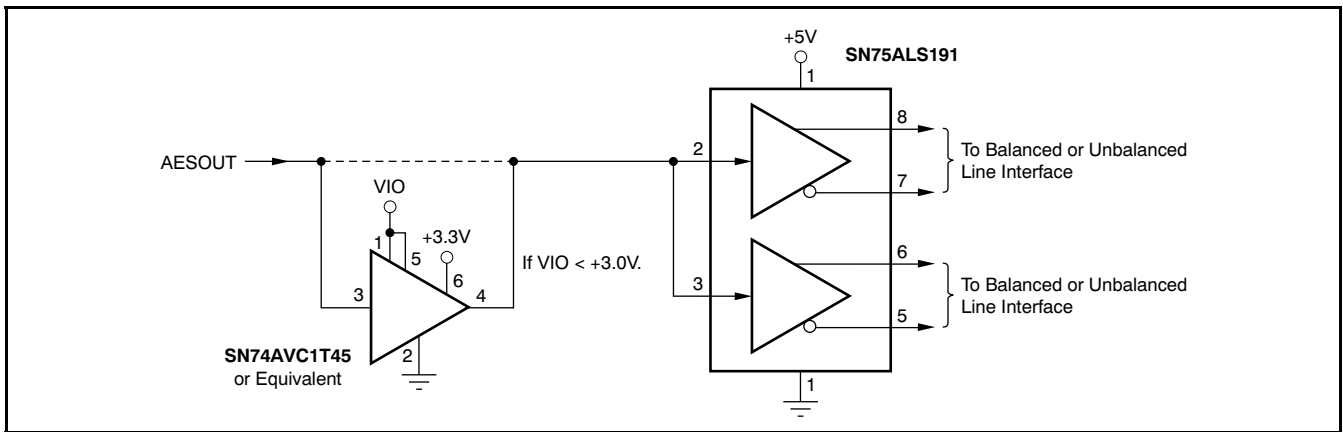 +5V
SN75ALS191
1
8
AESOUT
2
To Balanced or Unbalanced
Line Interface
7
VIO
+3.3V
1
5
If VIO < +3.0V.
6
6
3
4
3
To Balanced or Unbalanced
Line Interface
5
SN74AVC1T45
or Equivalent
2
1